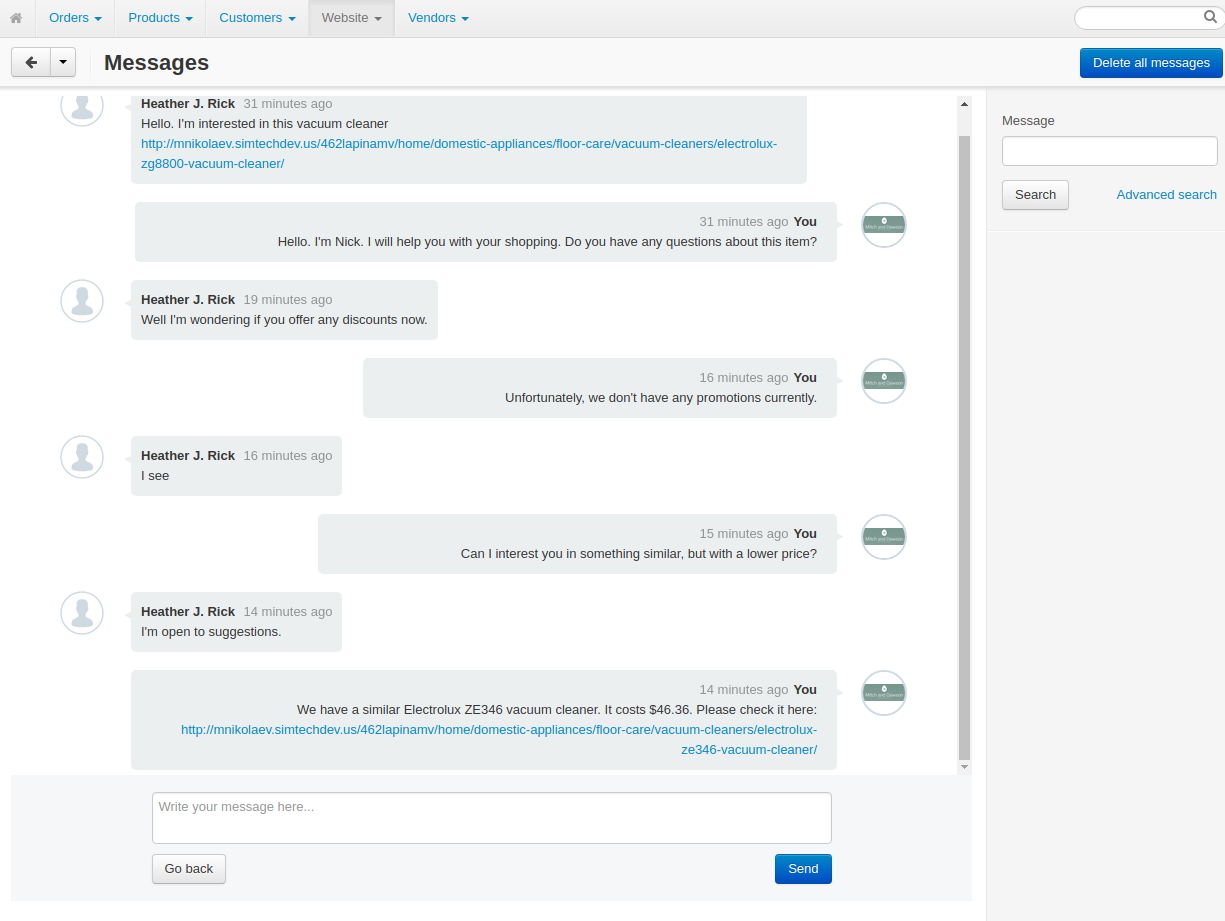 Orders Products Customers Website Vendors
Messages
Delete all messages
Heather J. Rick 31 minutes ago
Hello. I'm interested in this vacuum cleaner
http://mnikolaev.simtechdev.us/462lapinamv/home/domestic-appliances/floor-care/vacuum-cleaners/electrolux-
zg8800-vacuum-cleaner/
31 minutes ago You
Hello. I'm Nick. I will help you with your shopping. Do you have any questions about this item?
Heather J. Rick 19 minutes ago
Well I'm wondering if you offer any discounts now.
16 minutes ago You
Unfortunately, we don't have any promotions currently.
Heather J. Rick 16 minutes ago
I see
15 minutes ago You
Can I interest you in something similar, but with a lower price?
Heather J. Rick 14 minutes ago
I'm open to suggestions.
14 minutes ago You
We have a similar Electrolux ZE346 vacuum cleaner. It costs $46.36. Please check it here:
http://mnikolaev.simtechdev.us/462lapinamv/home/domestic-appliances/floor-care/vacuum-cleaners/electrolux-
ze346-vacuum-cleaner/
Write your message here...
Go back
Send
Message
Search
Advanced search